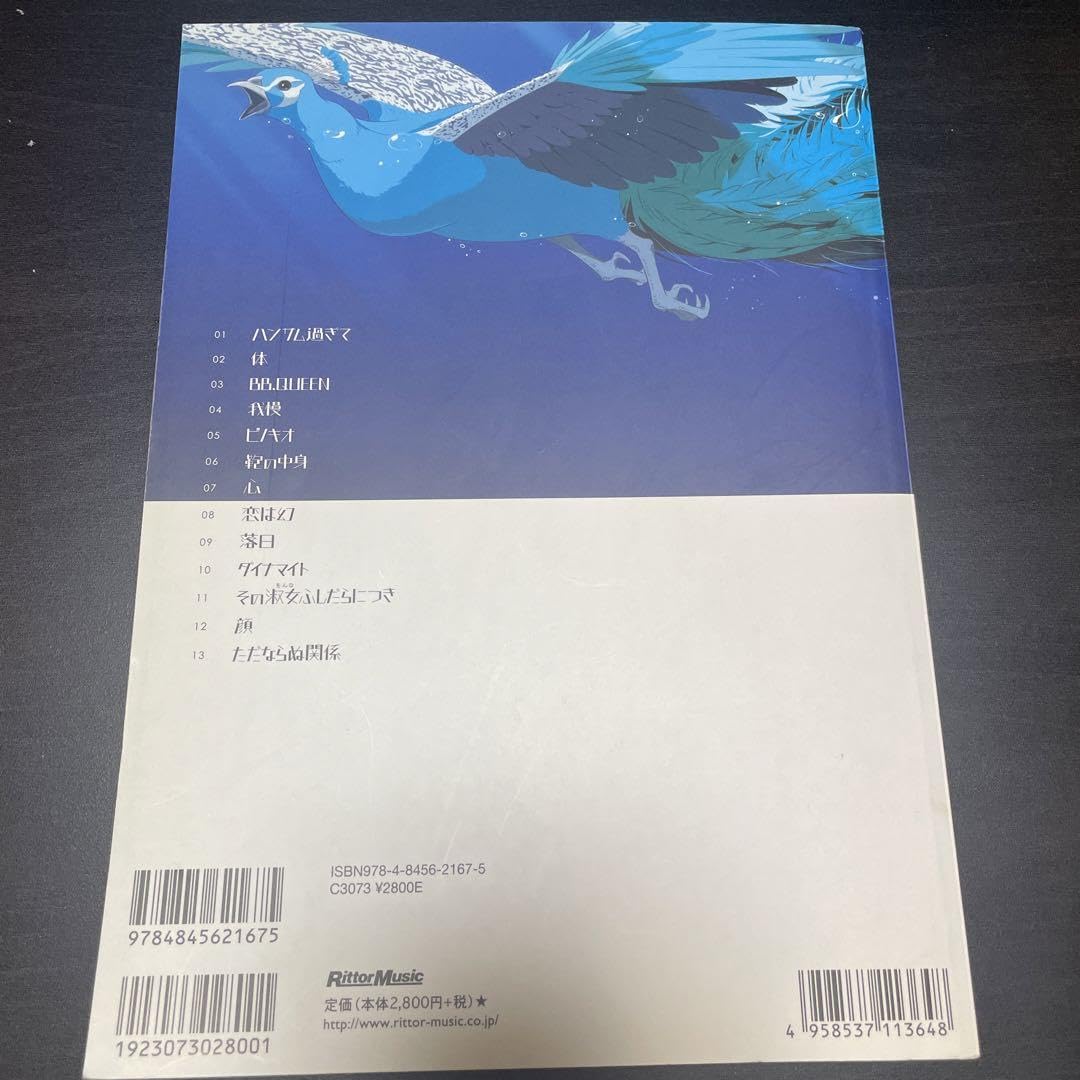 01 ハンサム過ぎて
02 体
03 BB.QUEEN
04 我慢
05 ピノキオ
06 鞄の中身
07 心
08 恋は幻
09 落日
10 ダイナマイト
11 その淑女ふしだらにつき
をんな
12 顔
13 ただならぬ関係
ISBN978-4-8456-2167-5
C3073 ¥2800E
9784845621675
RittorMusic
定価(本体2,800円+税)★
http://www.rittor-music.co.jp/
1923073028001
4 958537 113648